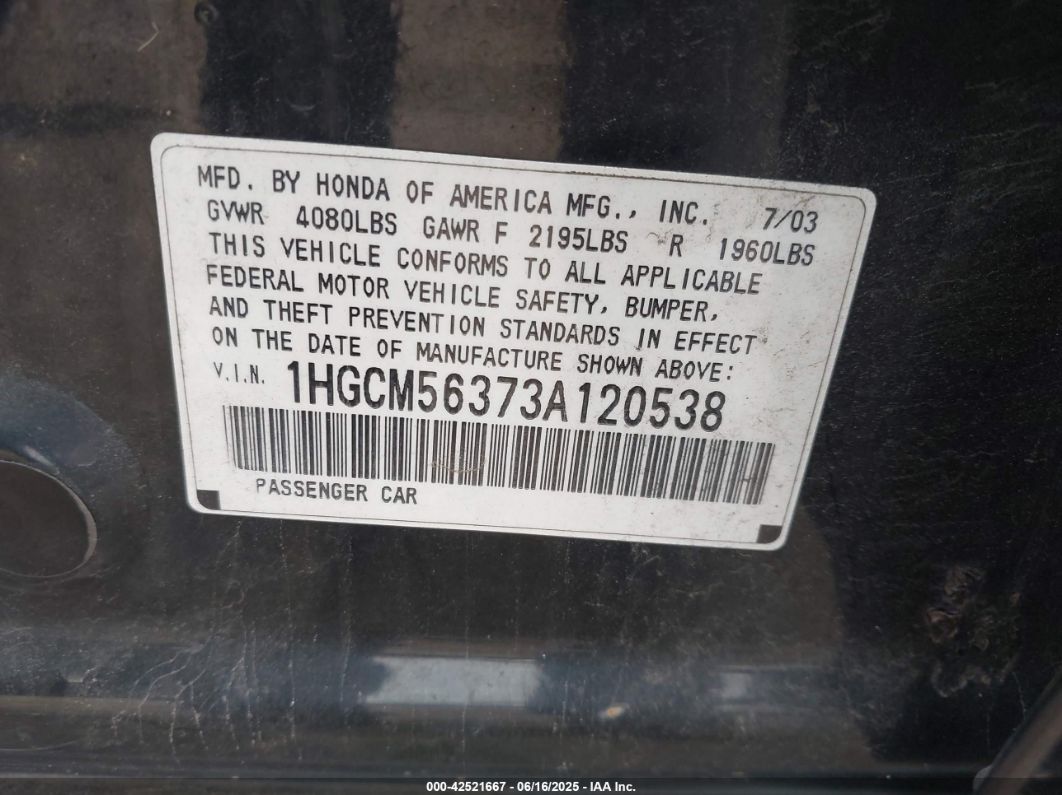 MFD. BY HONDA OF AMERICA MFG., INC. 7/03
GVWR 4080LBS GAWR F 2195LBS R 1960LBS
THIS VEHICLE CONFORMS TO ALL APPLICABLE
FEDERAL MOTOR VEHICLE SAFETY, BUMPER,
AND THEFT PREVENTION STANDARDS IN EFFECT
ON THE DATE OF MANUFACTURE SHOWN ABOVE:
V.I.N. 1HGCM56373A120538
PASSENGER CAR
000-42521667 - 06/16/2025 - IAA Inc.